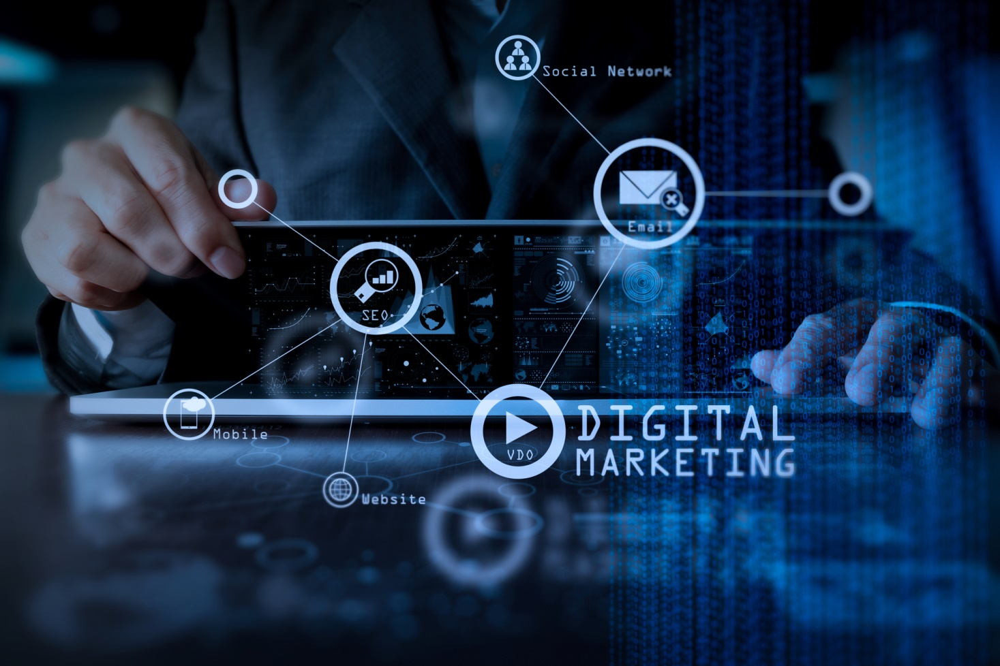 Social Network
Email
SEO
DIGITAL
Mobile
VDO
MARKETING
Website